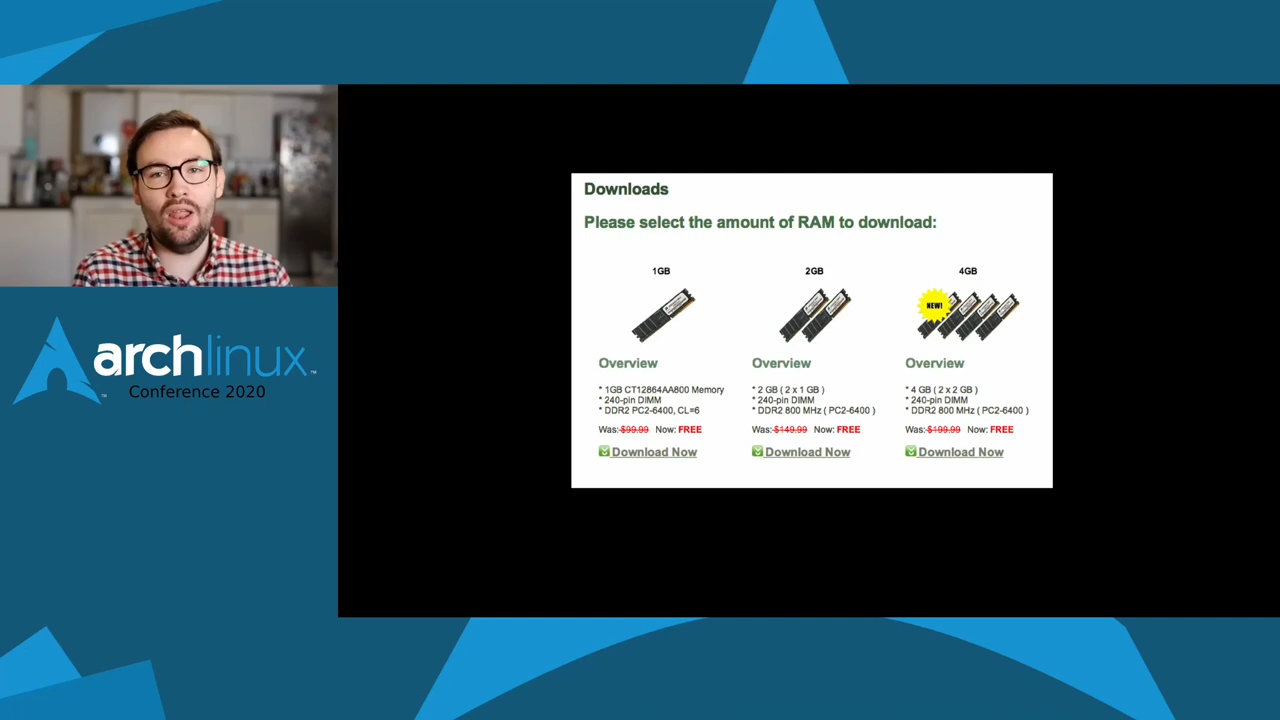 archlinux™
Conference 2020
Downloads
Please select the amount of RAM to download:
1GB
Overview
* 1GB CT12864AA800 Memory
* 240-pin DIMM
* DDR2 PC2-6400, CL=6
Was: $99.99 Now: FREE
Download Now
2GB
Overview
* 2 GB ( 2 x 1 GB )
* 240-pin DIMM
* DDR2 800 MHz ( PC2-6400 )
Was: $149.99 Now: FREE
Download Now
4GB
NEW!
Overview
* 4 GB ( 2 x 2 GB )
* 240-pin DIMM
* DDR2 800 MHz ( PC2-6400 )
Was: $199.99 Now: FREE
Download Now